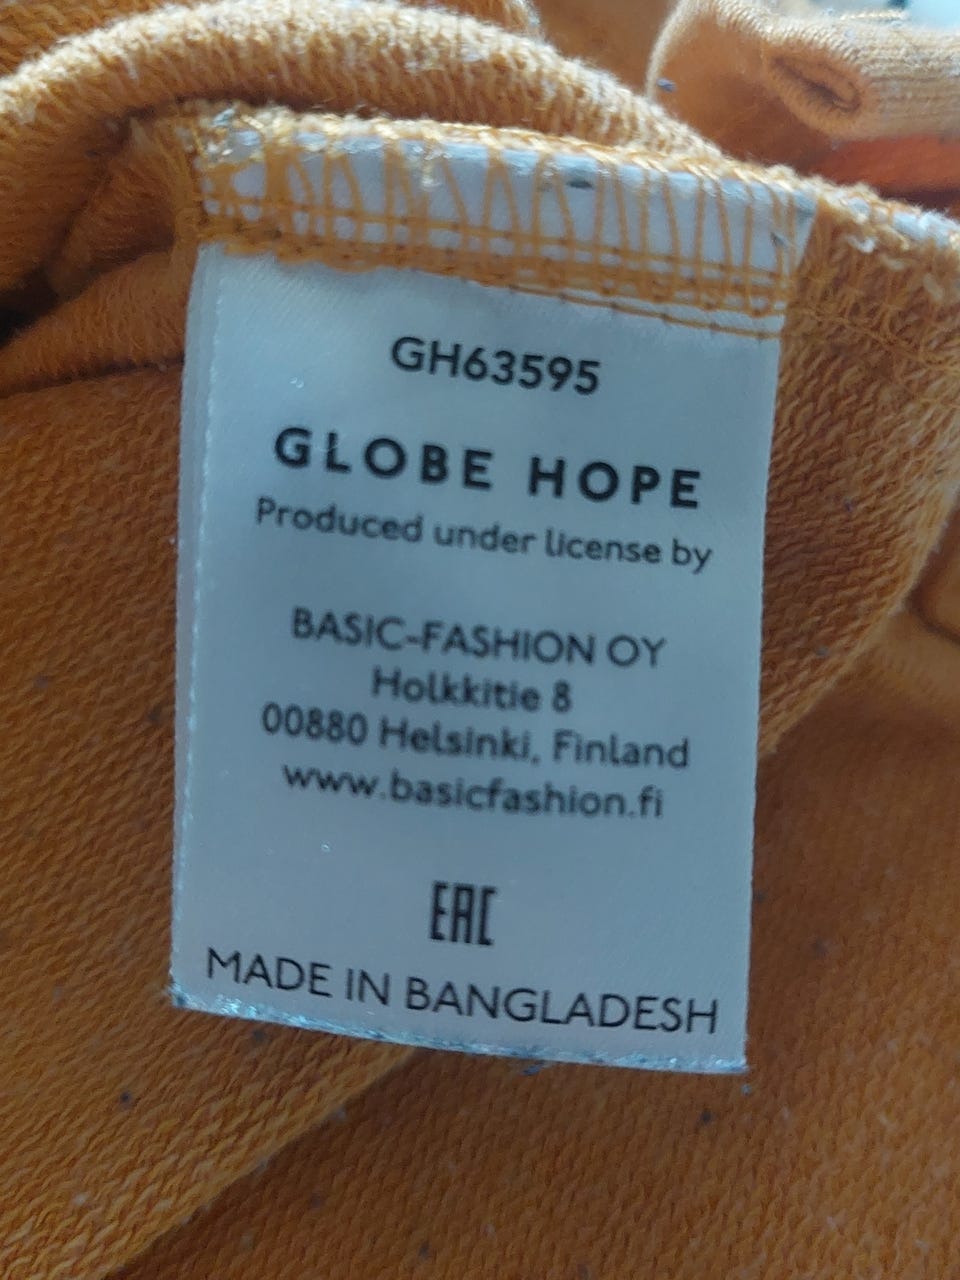 GH63595
GLOBE HOPE
Produced under license by
BASIC-FASHION OY
Holkkitie 8
00880 Helsinki, Finland
www.basicfashion.fi
EAC
MADE IN BANGLADESH